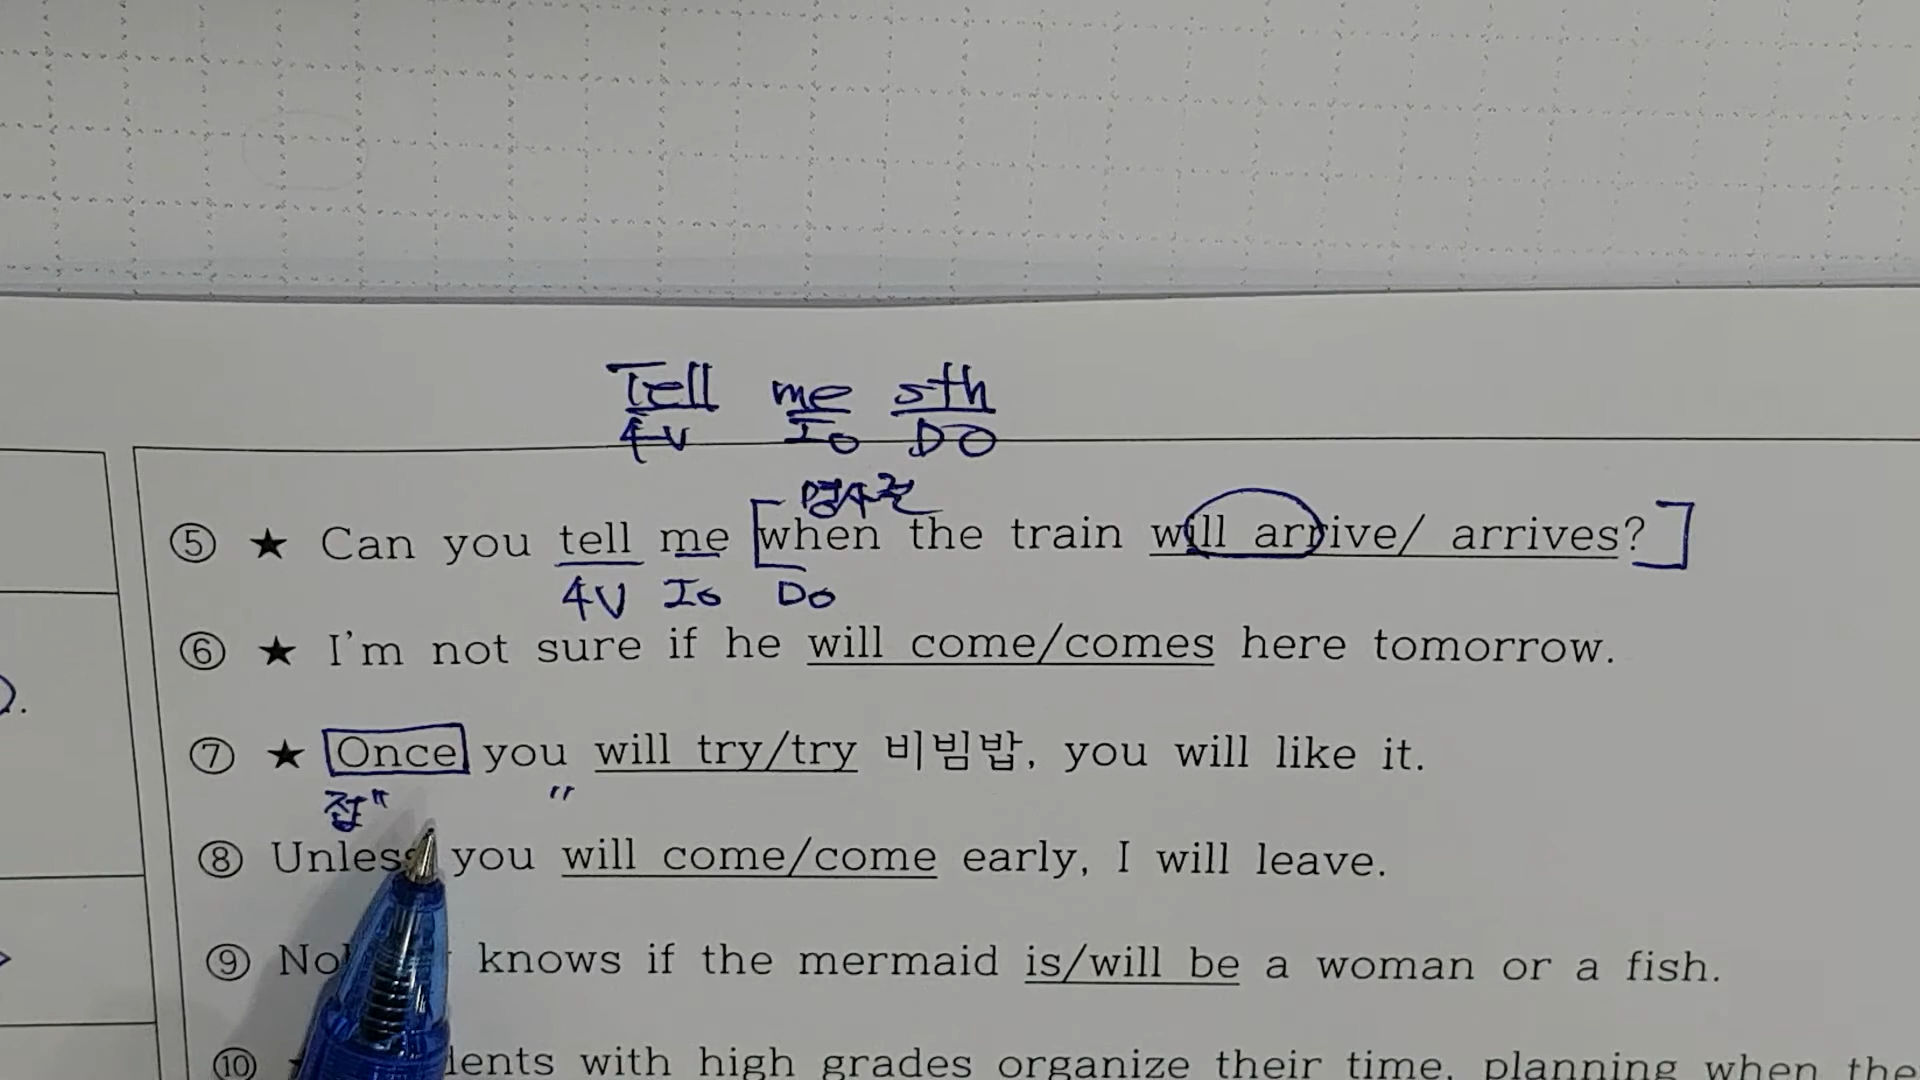 Tell me sth
4V IO DO
명사절
⑤ ★ Can you tell me [when the train will arrive/ arrives?]
4V IO DO
⑥ ★ I'm not sure if he will come/comes here tomorrow.
⑦ ★ Once you will try/try 비빔밥, you will like it.
접" "
⑧ Unless you will come/come early, I will leave.
⑨ knows if the mermaid is/will be a woman or a fish.
⑩ with high grades organize their time, planning when the